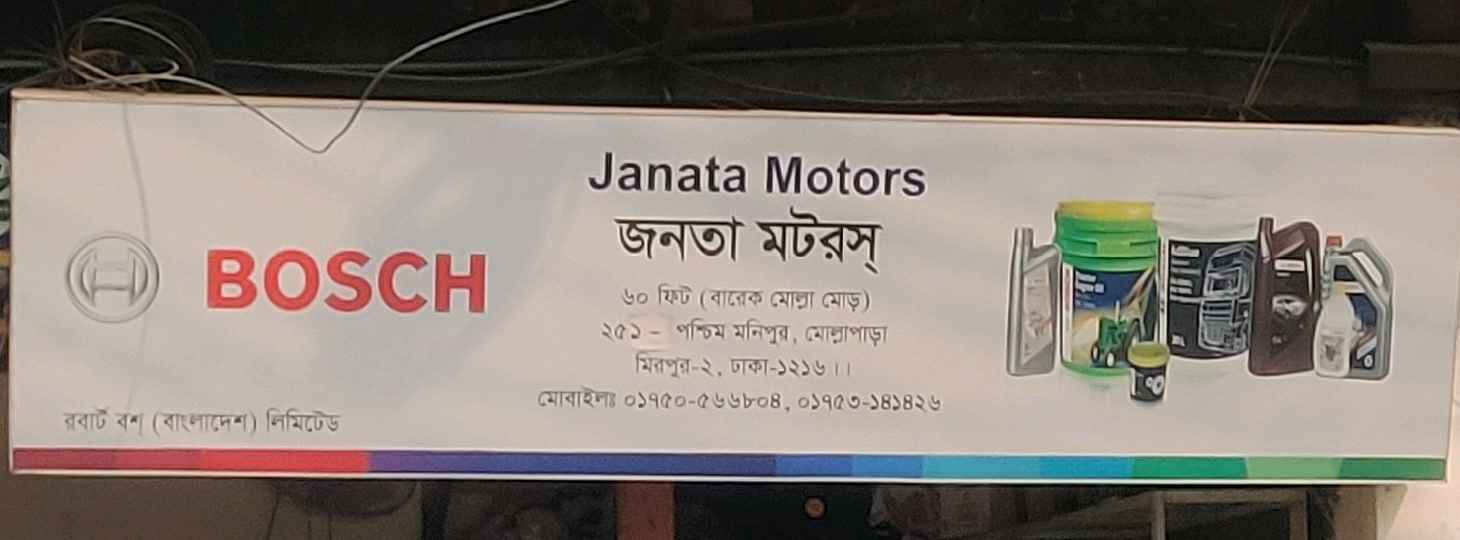 BOSCH
Janata Motors
জনতা মটরস্
৬০ ফিট (বারেক মোল্লা মোড়)
২৫১ - পশ্চিম মনিপুর, মোল্লাপাড়া
মিরপুর-২, ঢাকা-১২১৬।।
মোবাইলঃ ০১৭৫০-৫৬৬৮০৪, ০১৭৫৩-১৪১৪২৬
রবার্ট বশ্ (বাংলাদেশ) লিমিটেড